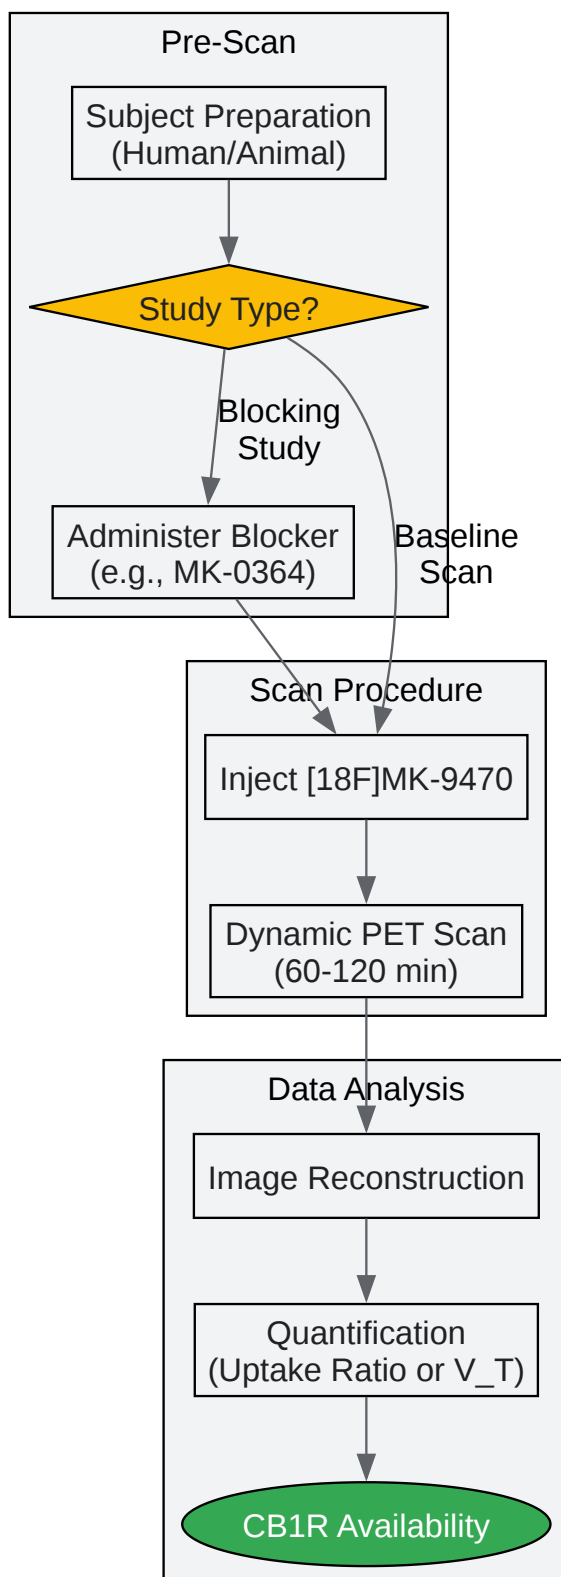 Pre-Scan
Subject Preparation
(Human/Animal)
Study Type?
Blocking
Study
Administer Blocker
(e.g., MK-0364)
Baseline
Scan
Scan Procedure
Inject [18F]MK-9470
Dynamic PET Scan
(60-120 min)
Data Analysis
Image Reconstruction
Quantification
(Uptake Ratio or V_T)
CB1R Availability